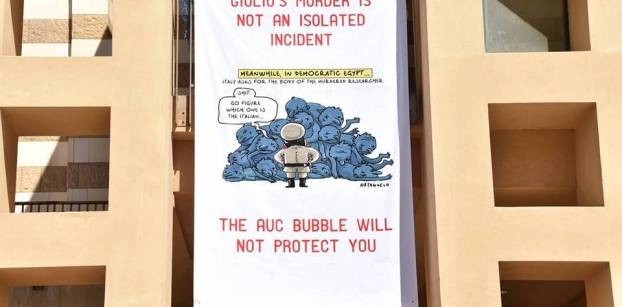 GIULIO'S MURDER IS
NOT AN ISOLATED
INCIDENT
MEANWHILE, IN DEMOCRATIC EGYPT...
ITALY ASKS FOR THE BODY OF THE MURDERED RESEARCHER
SHIT.
GO FIGURE
WHICH ONE IS
THE ITALIAN...
NATANGELO
THE AUC BUBBLE WILL
NOT PROTECT YOU